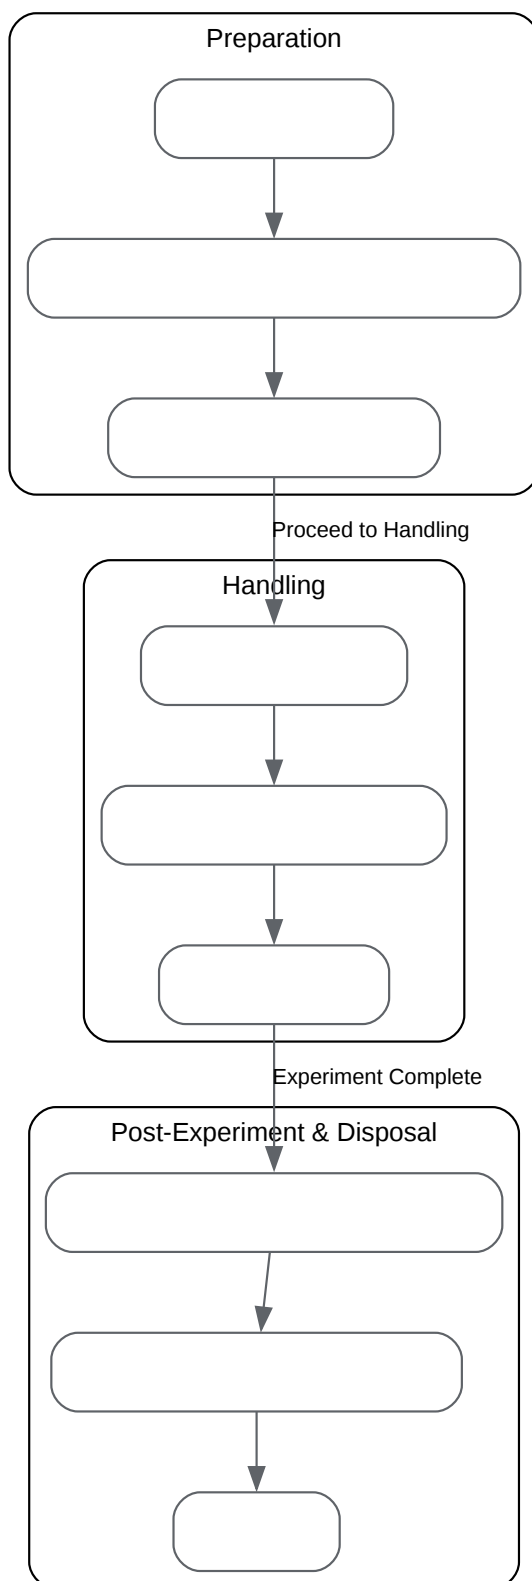 Preparation
Proceed to Handling
Handling
Experiment Complete
Post-Experiment & Disposal